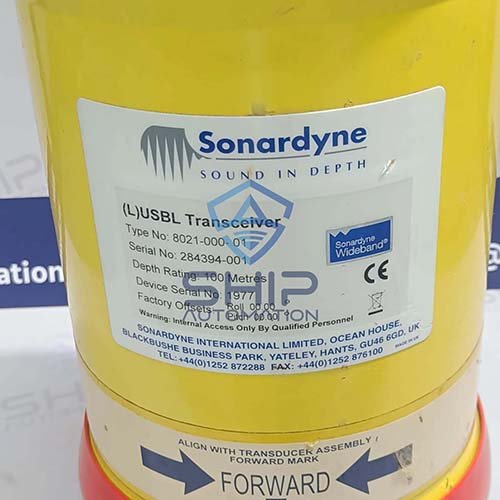 Sonardyne
SOUND IN DEPTH
(L)USBL Transceiver
Type No: 8021-000-01
Serial No: 284394-001
Depth Rating: 100 Metres
Device Serial No: 1977
Factory Offsets: Roll 00.00 °
Pitch 00.00 °
Warning: Internal Access Only By Qualified Personnel
Sonardyne
Wideband®
CE
SHIP
AUTOMATION
SONARDYNE INTERNATIONAL LIMITED, OCEAN HOUSE,
BLACKBUSHE BUSINESS PARK, YATELEY, HANTS, GU46 6GD. UK
MADE IN UK
TEL: +44(0)1252 872288 FAX: +44(0)1252 876100
ALIGN WITH TRANSDUCER ASSEMBLY
FORWARD MARK
FORWARD